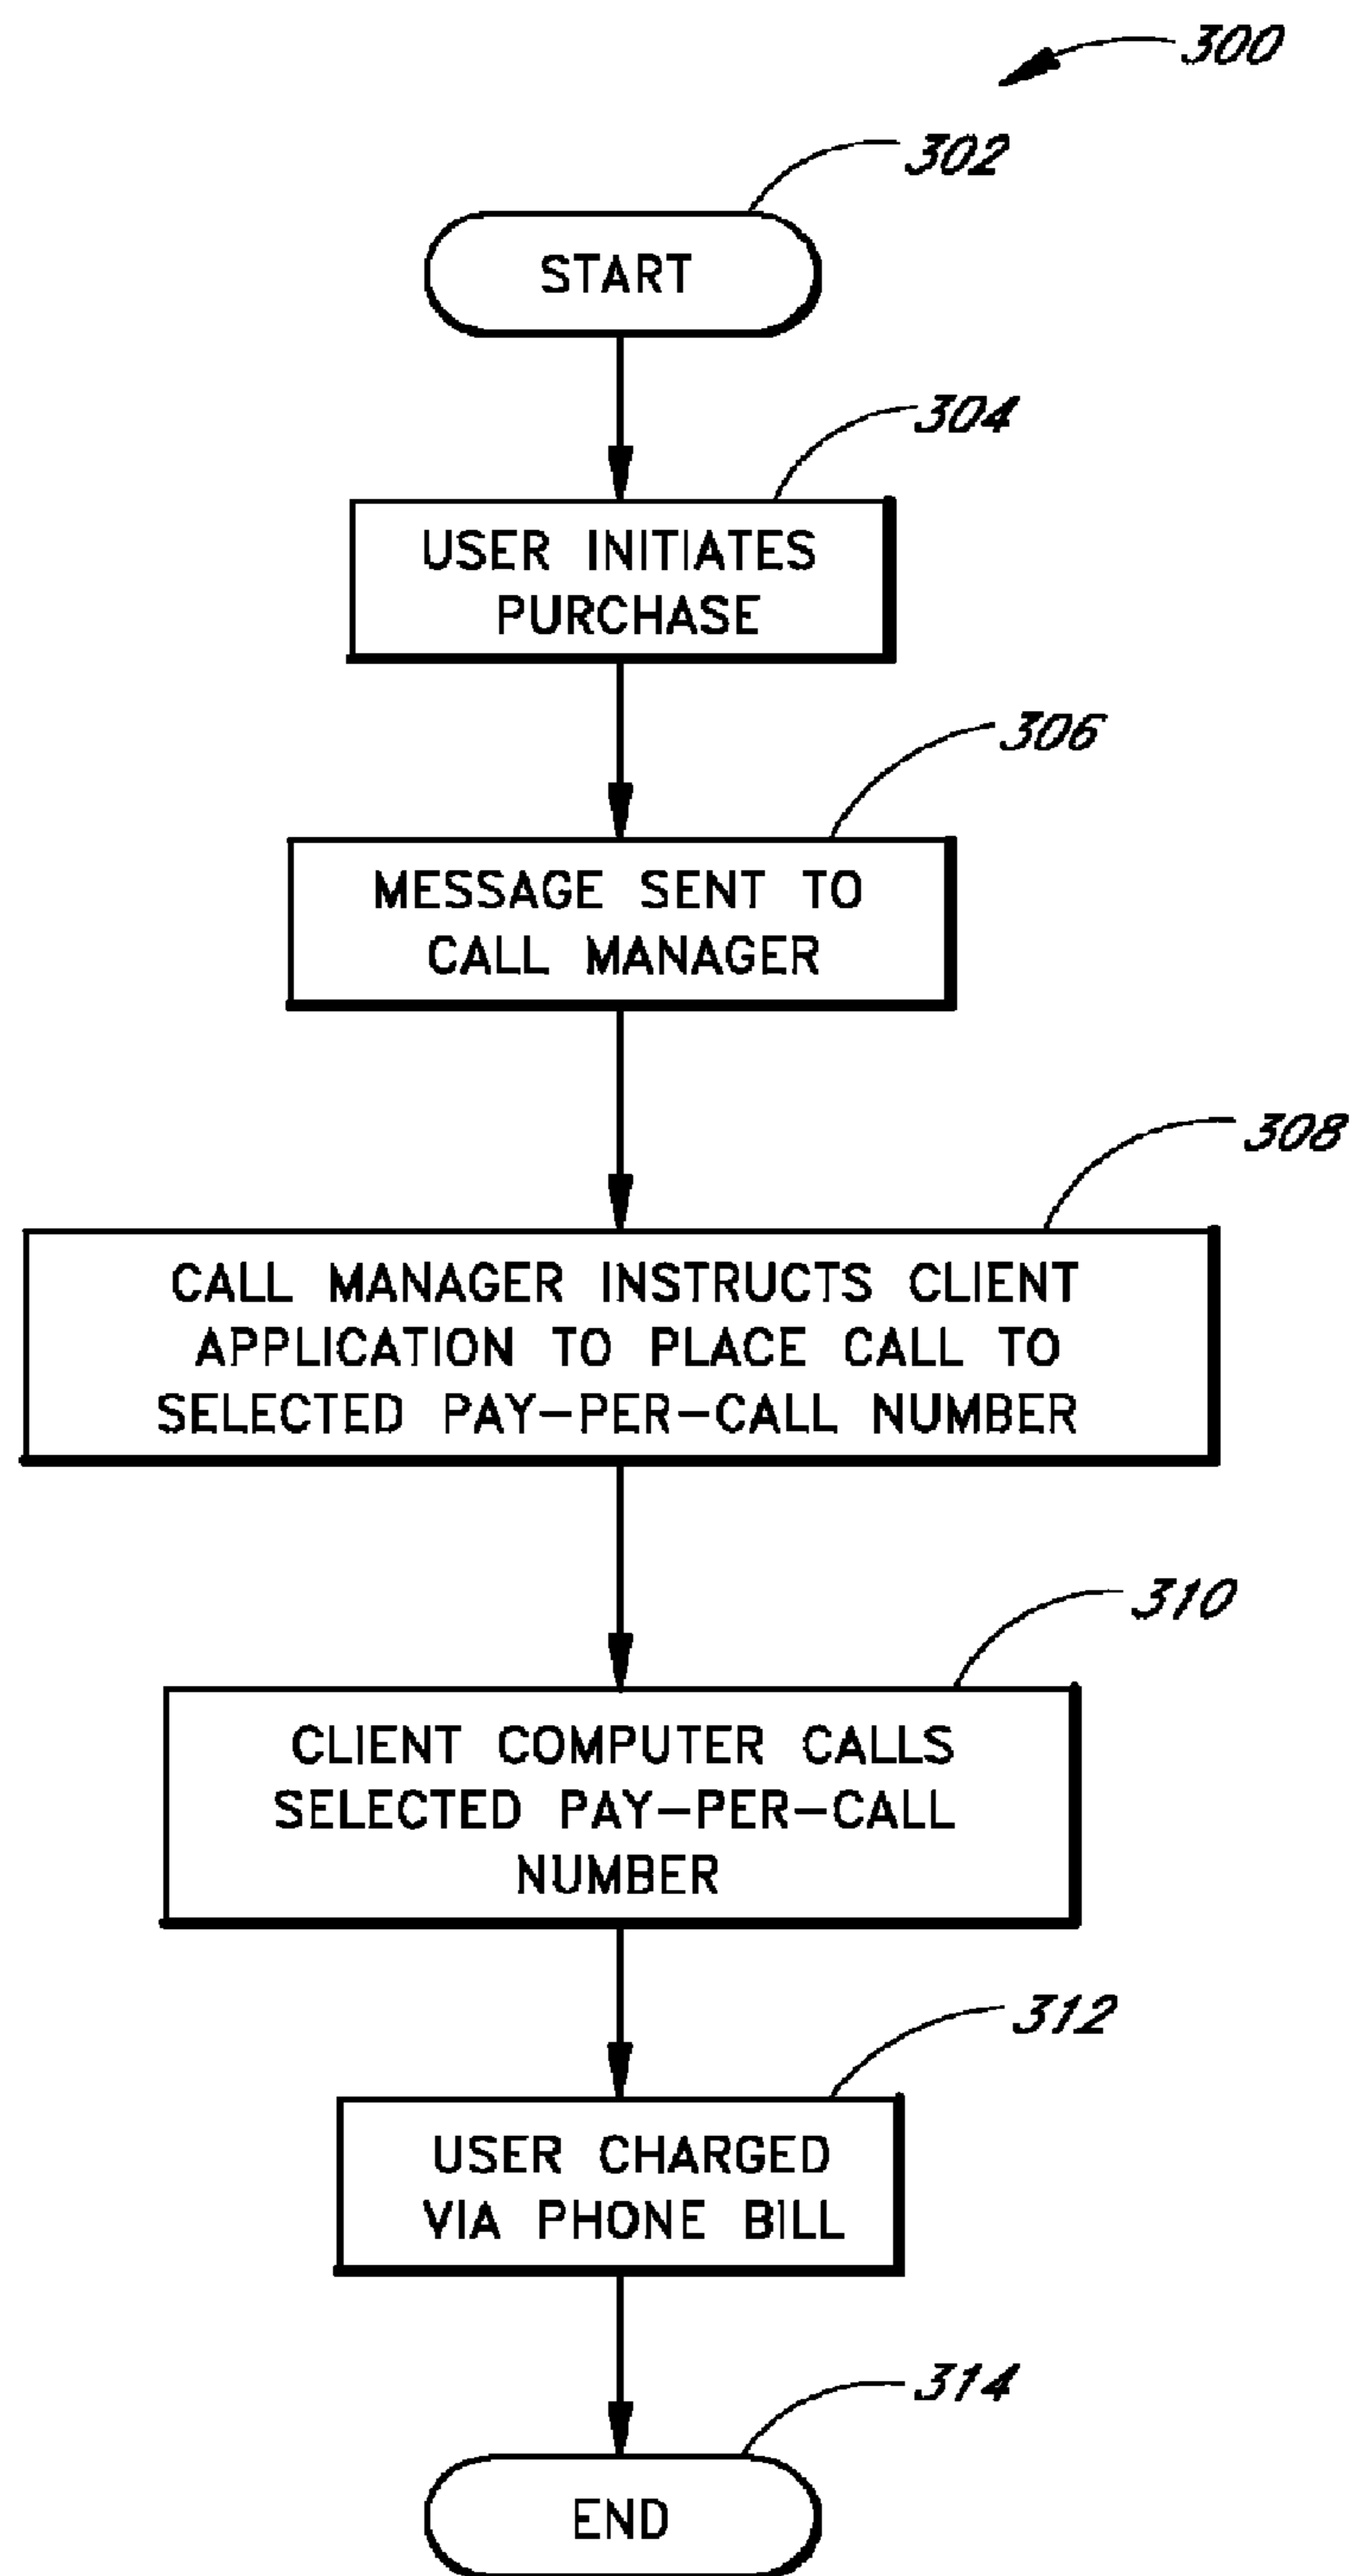 300
302
START
304
USER INITIATES
PURCHASE
306
MESSAGE SENT TO
CALL MANAGER
308
CALL MANAGER INSTRUCTS CLIENT
APPLICATION TO PLACE CALL TO
SELECTED PAY-PER-CALL NUMBER
310
CLIENT COMPUTER CALLS
SELECTED PAY-PER-CALL
NUMBER
312
USER CHARGED
VIA PHONE BILL
314
END